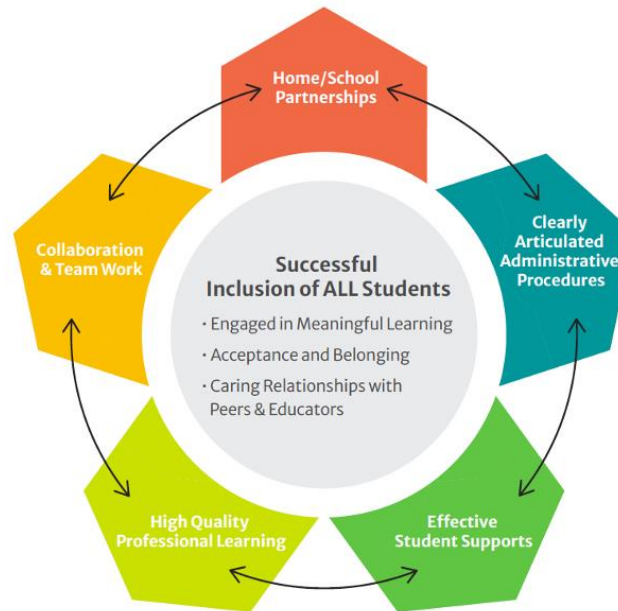 Home/School
Partnerships
Clearly
Articulated
Administrative
Procedures
Effective
Student Supports
High Quality
Professional Learning
Collaboration
& Team Work
Successful
Inclusion of ALL Students
· Engaged in Meaningful Learning
· Acceptance and Belonging
· Caring Relationships with
Peers & Educators